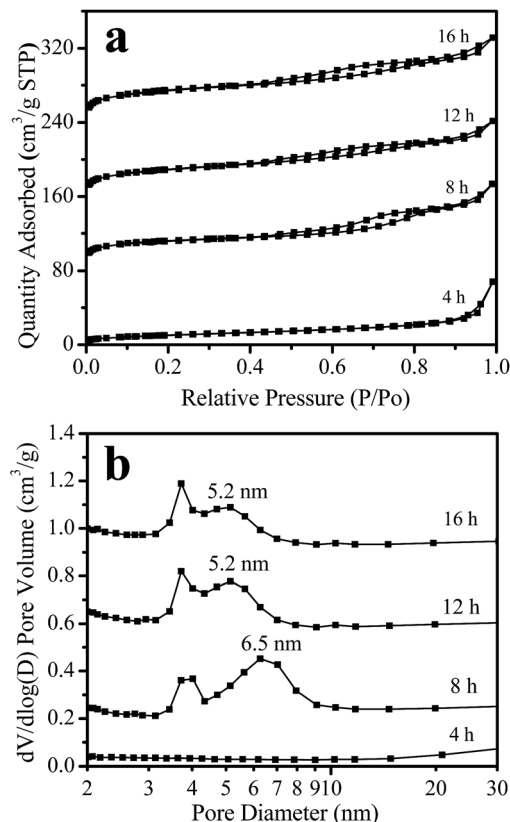 a
Quantity Adsorbed (cm³/g STP)
320
240
160
80
0
16 h
12 h
8 h
4 h
0.0 0.2 0.4 0.6 0.8 1.0
Relative Pressure (P/Po)
b
dV/dlog(D) Pore Volume (cm³/g)
1.4
1.2
1.0
0.8
0.6
0.4
0.2
0.0
5.2 nm
16 h
5.2 nm
12 h
6.5 nm
8 h
4 h
2 3 4 5 6 7 8 910 20 30
Pore Diameter (nm)